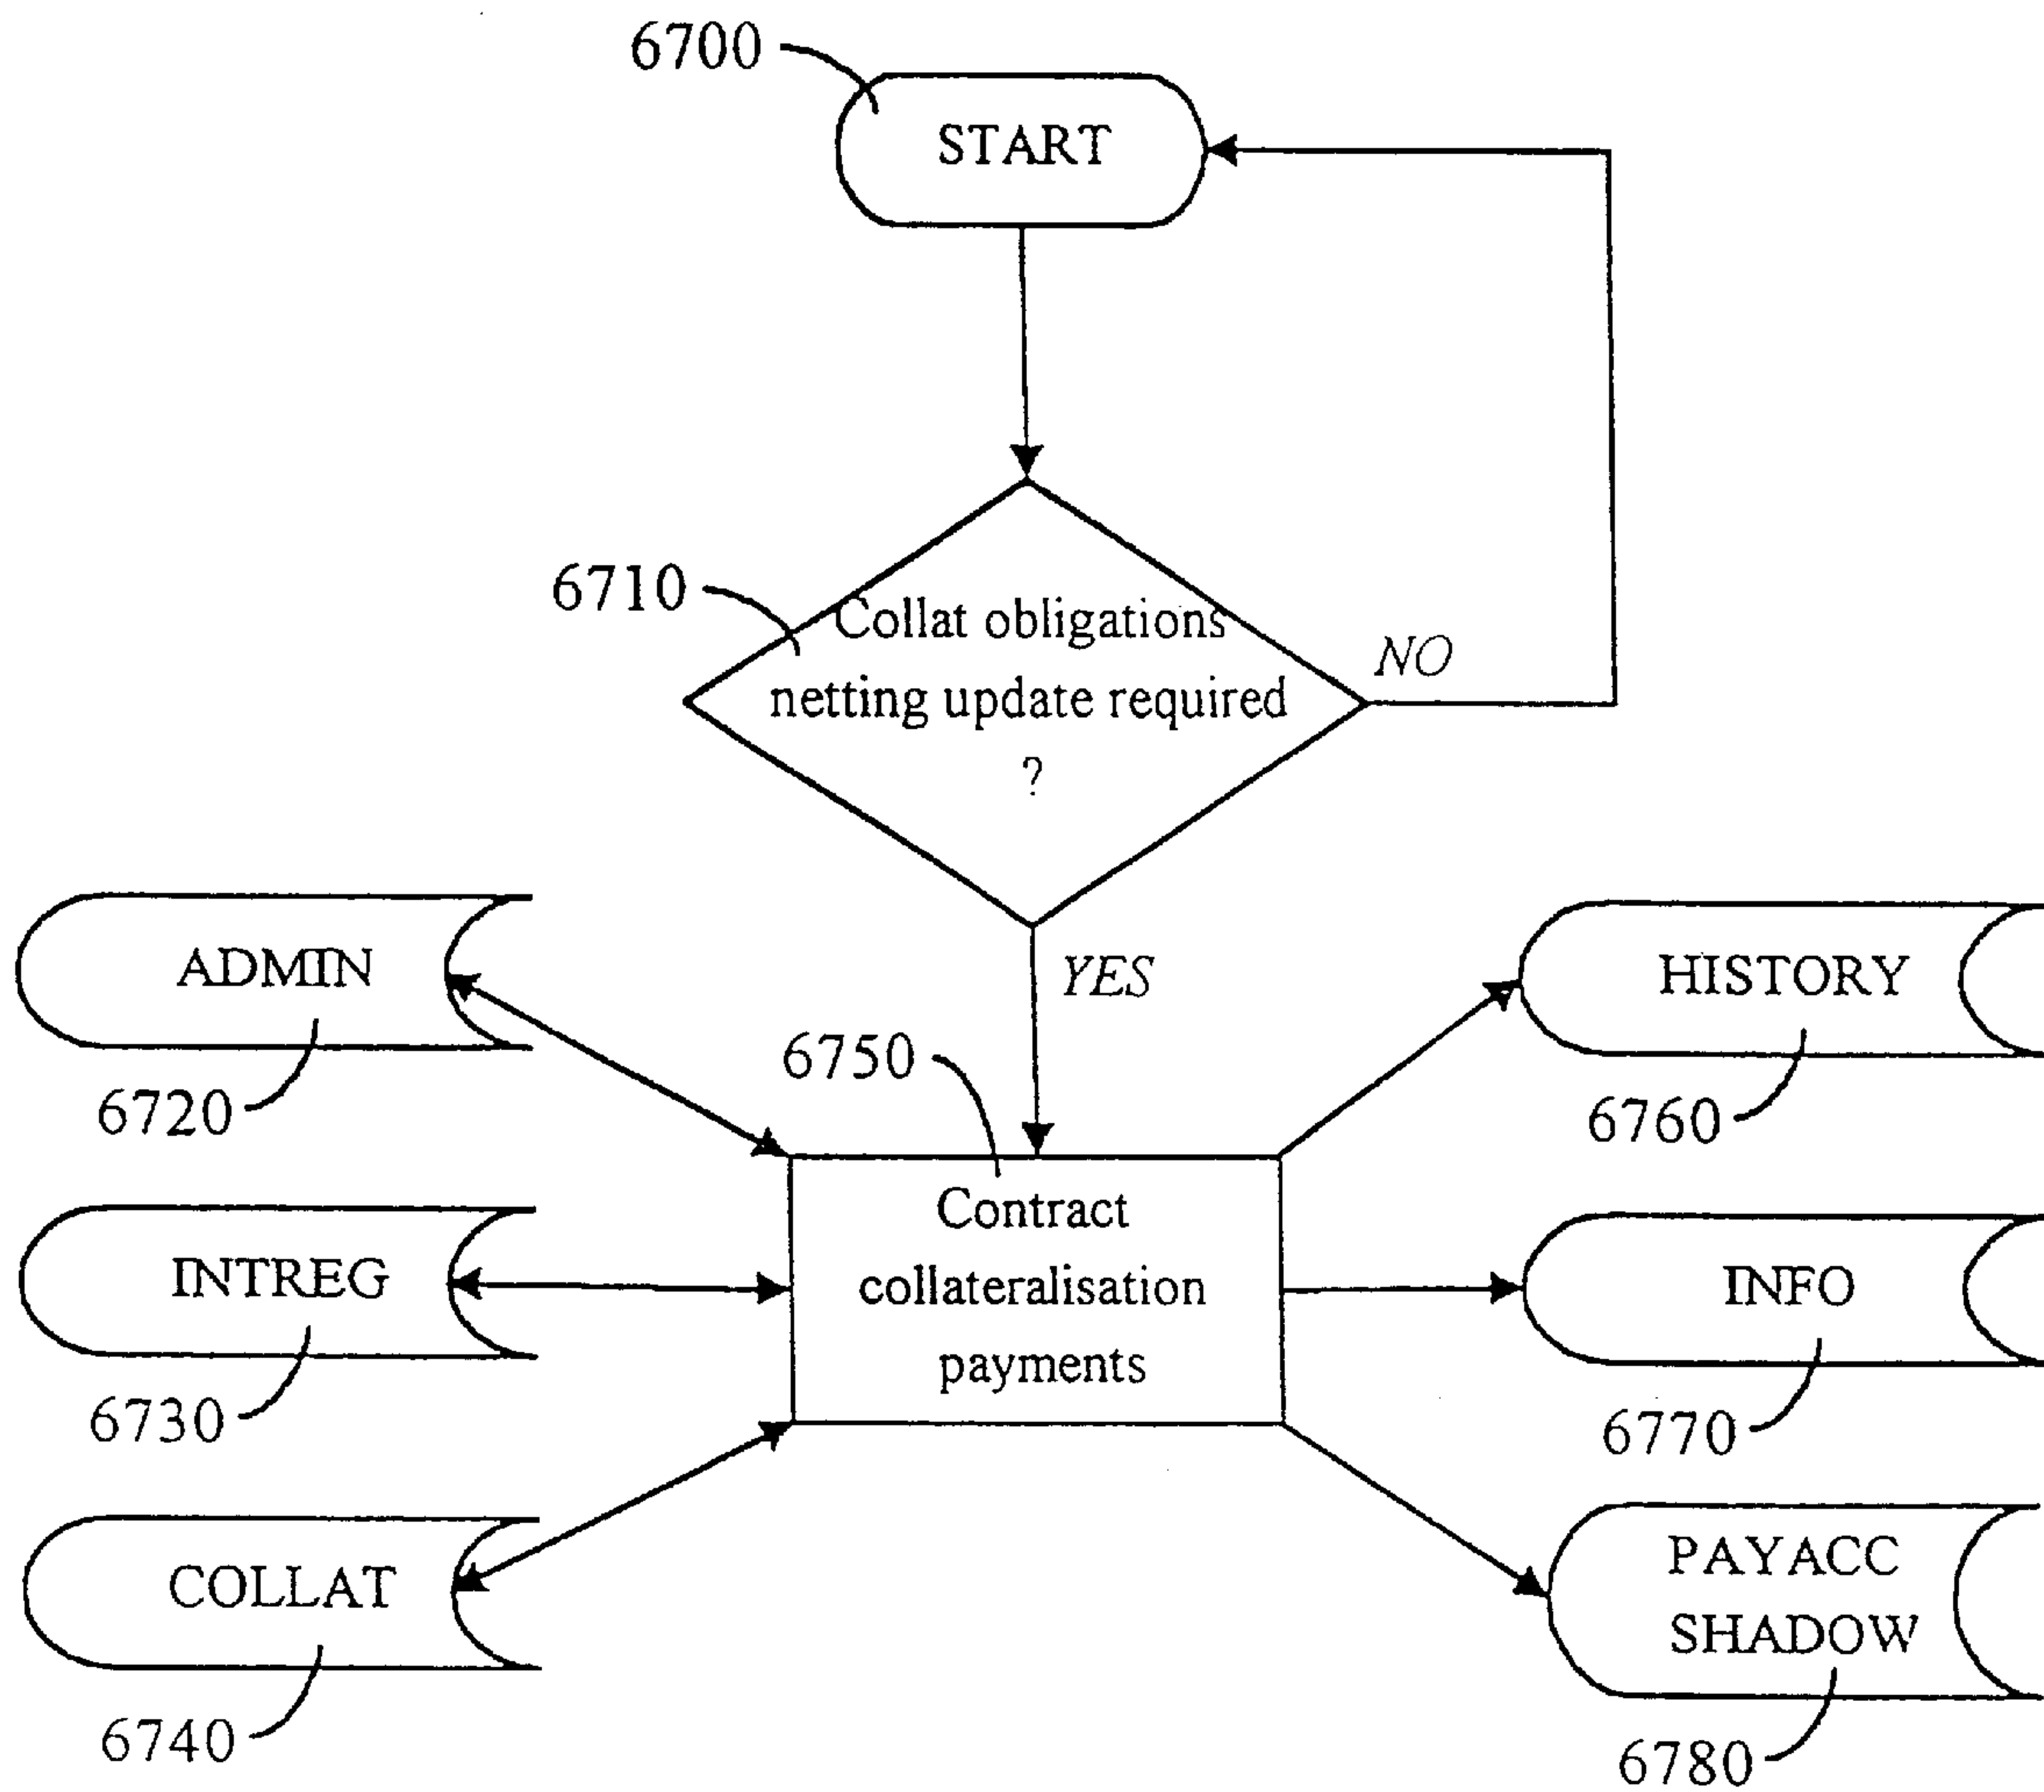 6700
START
6710
Collat obligations
netting update required
?
NO
YES
ADMIN
6720
6750
HISTORY
6760
INTREG
6730
Contract
collateralisation
payments
INFO
6770
COLLAT
6740
PAYACC
SHADOW
6780